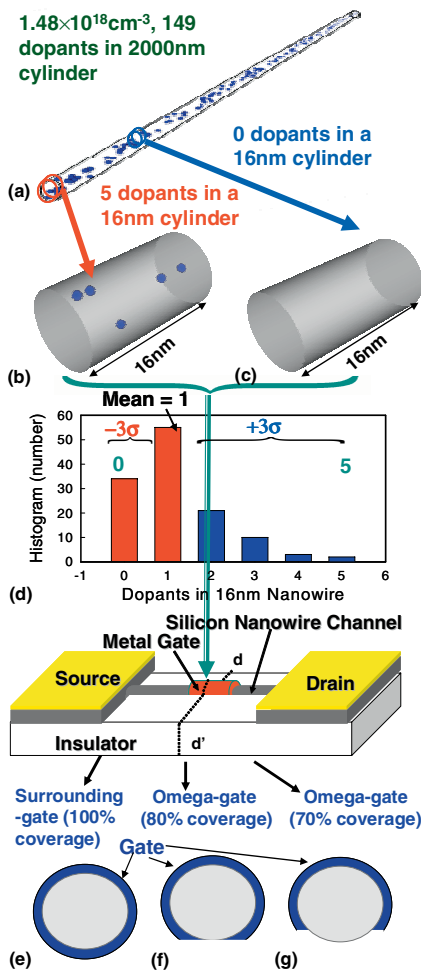 1.48×10¹⁸cm-³, 149
dopants in 2000nm
cylinder
0 dopants in a
16nm cylinder
(a)
5 dopants in a
16nm cylinder
16nm
16nm
(b)
(c)
Mean = 1
60
50
40
30
20
10
0
Histogram (number)
−3σ
+3σ
0
5
-1
0
1
2
3
4
5
6
(d)
Dopants in 16nm Nanowire
Silicon Nanowire Channel
Metal Gate
d
Source
Drain
Insulator
d'
Surrounding
-gate (100%
coverage)
Omega-gate
(80% coverage)
Omega-gate
(70% coverage)
Gate
(e)
(f)
(g)